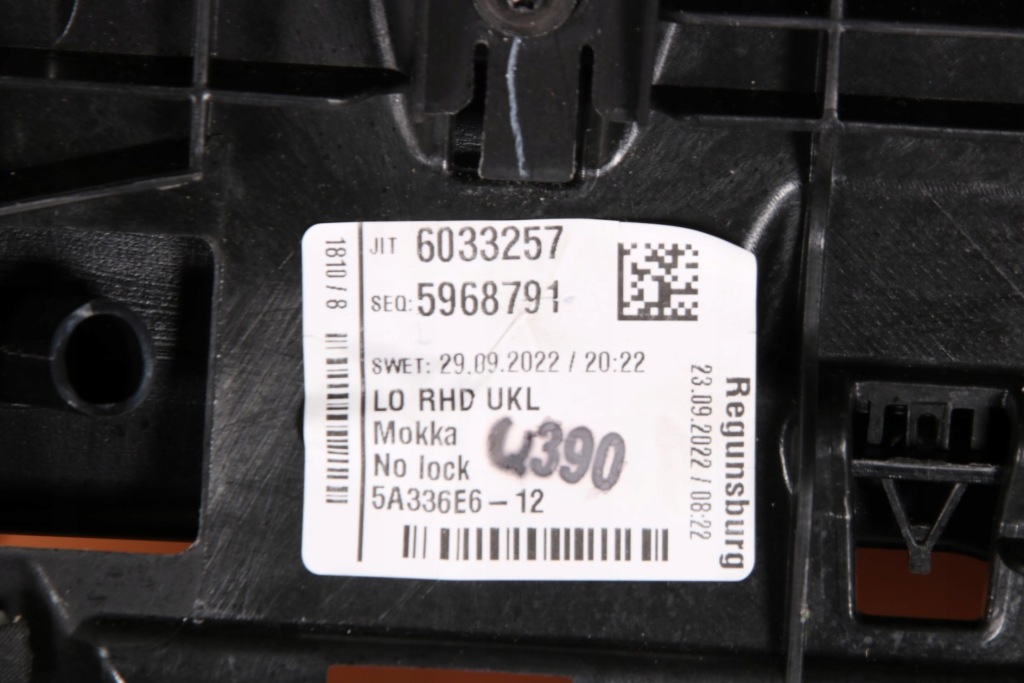 1810 / 8
JIT 6033257
SEQ: 5968791
SWET: 29.09.2022 / 20:22
LO RHD UKL
Mokka
No lock
5A336E6 - 12
Q390
23.09.2022 / 08:22
Regunsburg